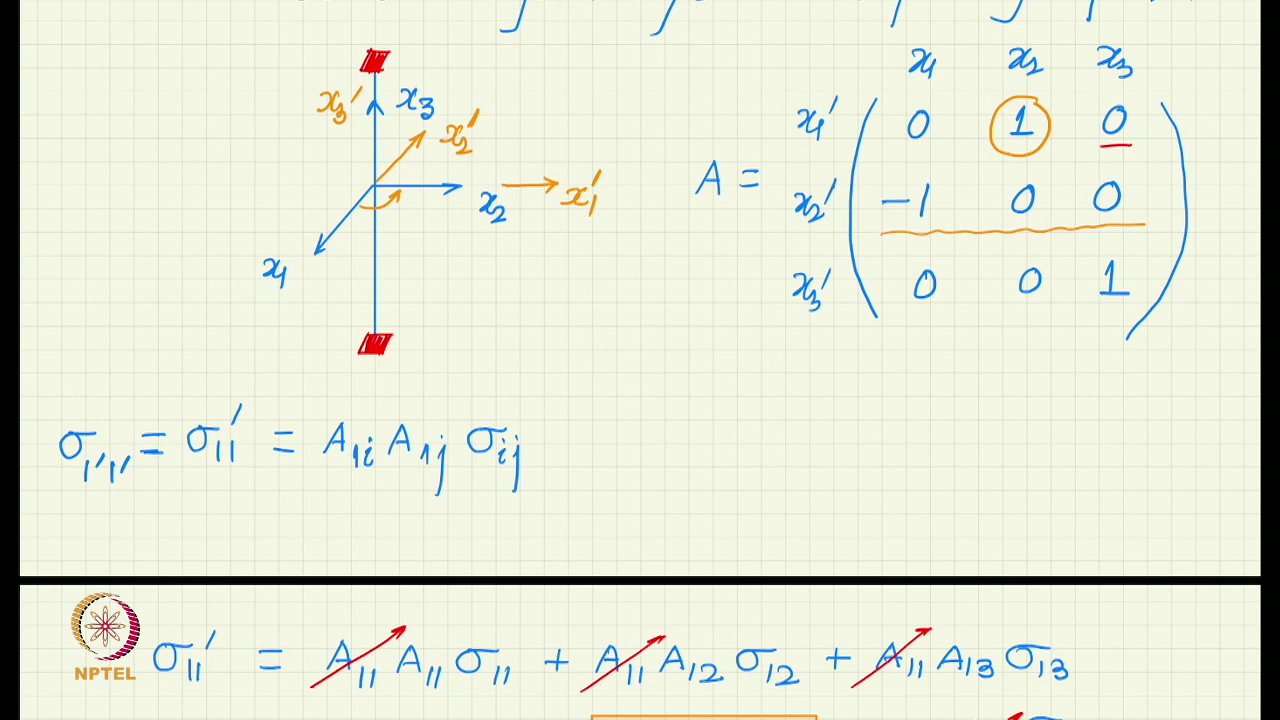 x₃′ x₃
x₂′
x₂ x₁′
x₁
x₁ x₂ x₃
x₁′ 0 1 0
A = x₂′ -1 0 0
x₃′ 0 0 1
σ₁′₁′ = σ₁₁′ = A₁ᵢ A₁ⱼ σᵢⱼ
σ₁₁′ = A₁₁ A₁₁ σ₁₁ + A₁₁ A₁₂ σ₁₂ + A₁₁ A₁₃ σ₁₃
NPTEL